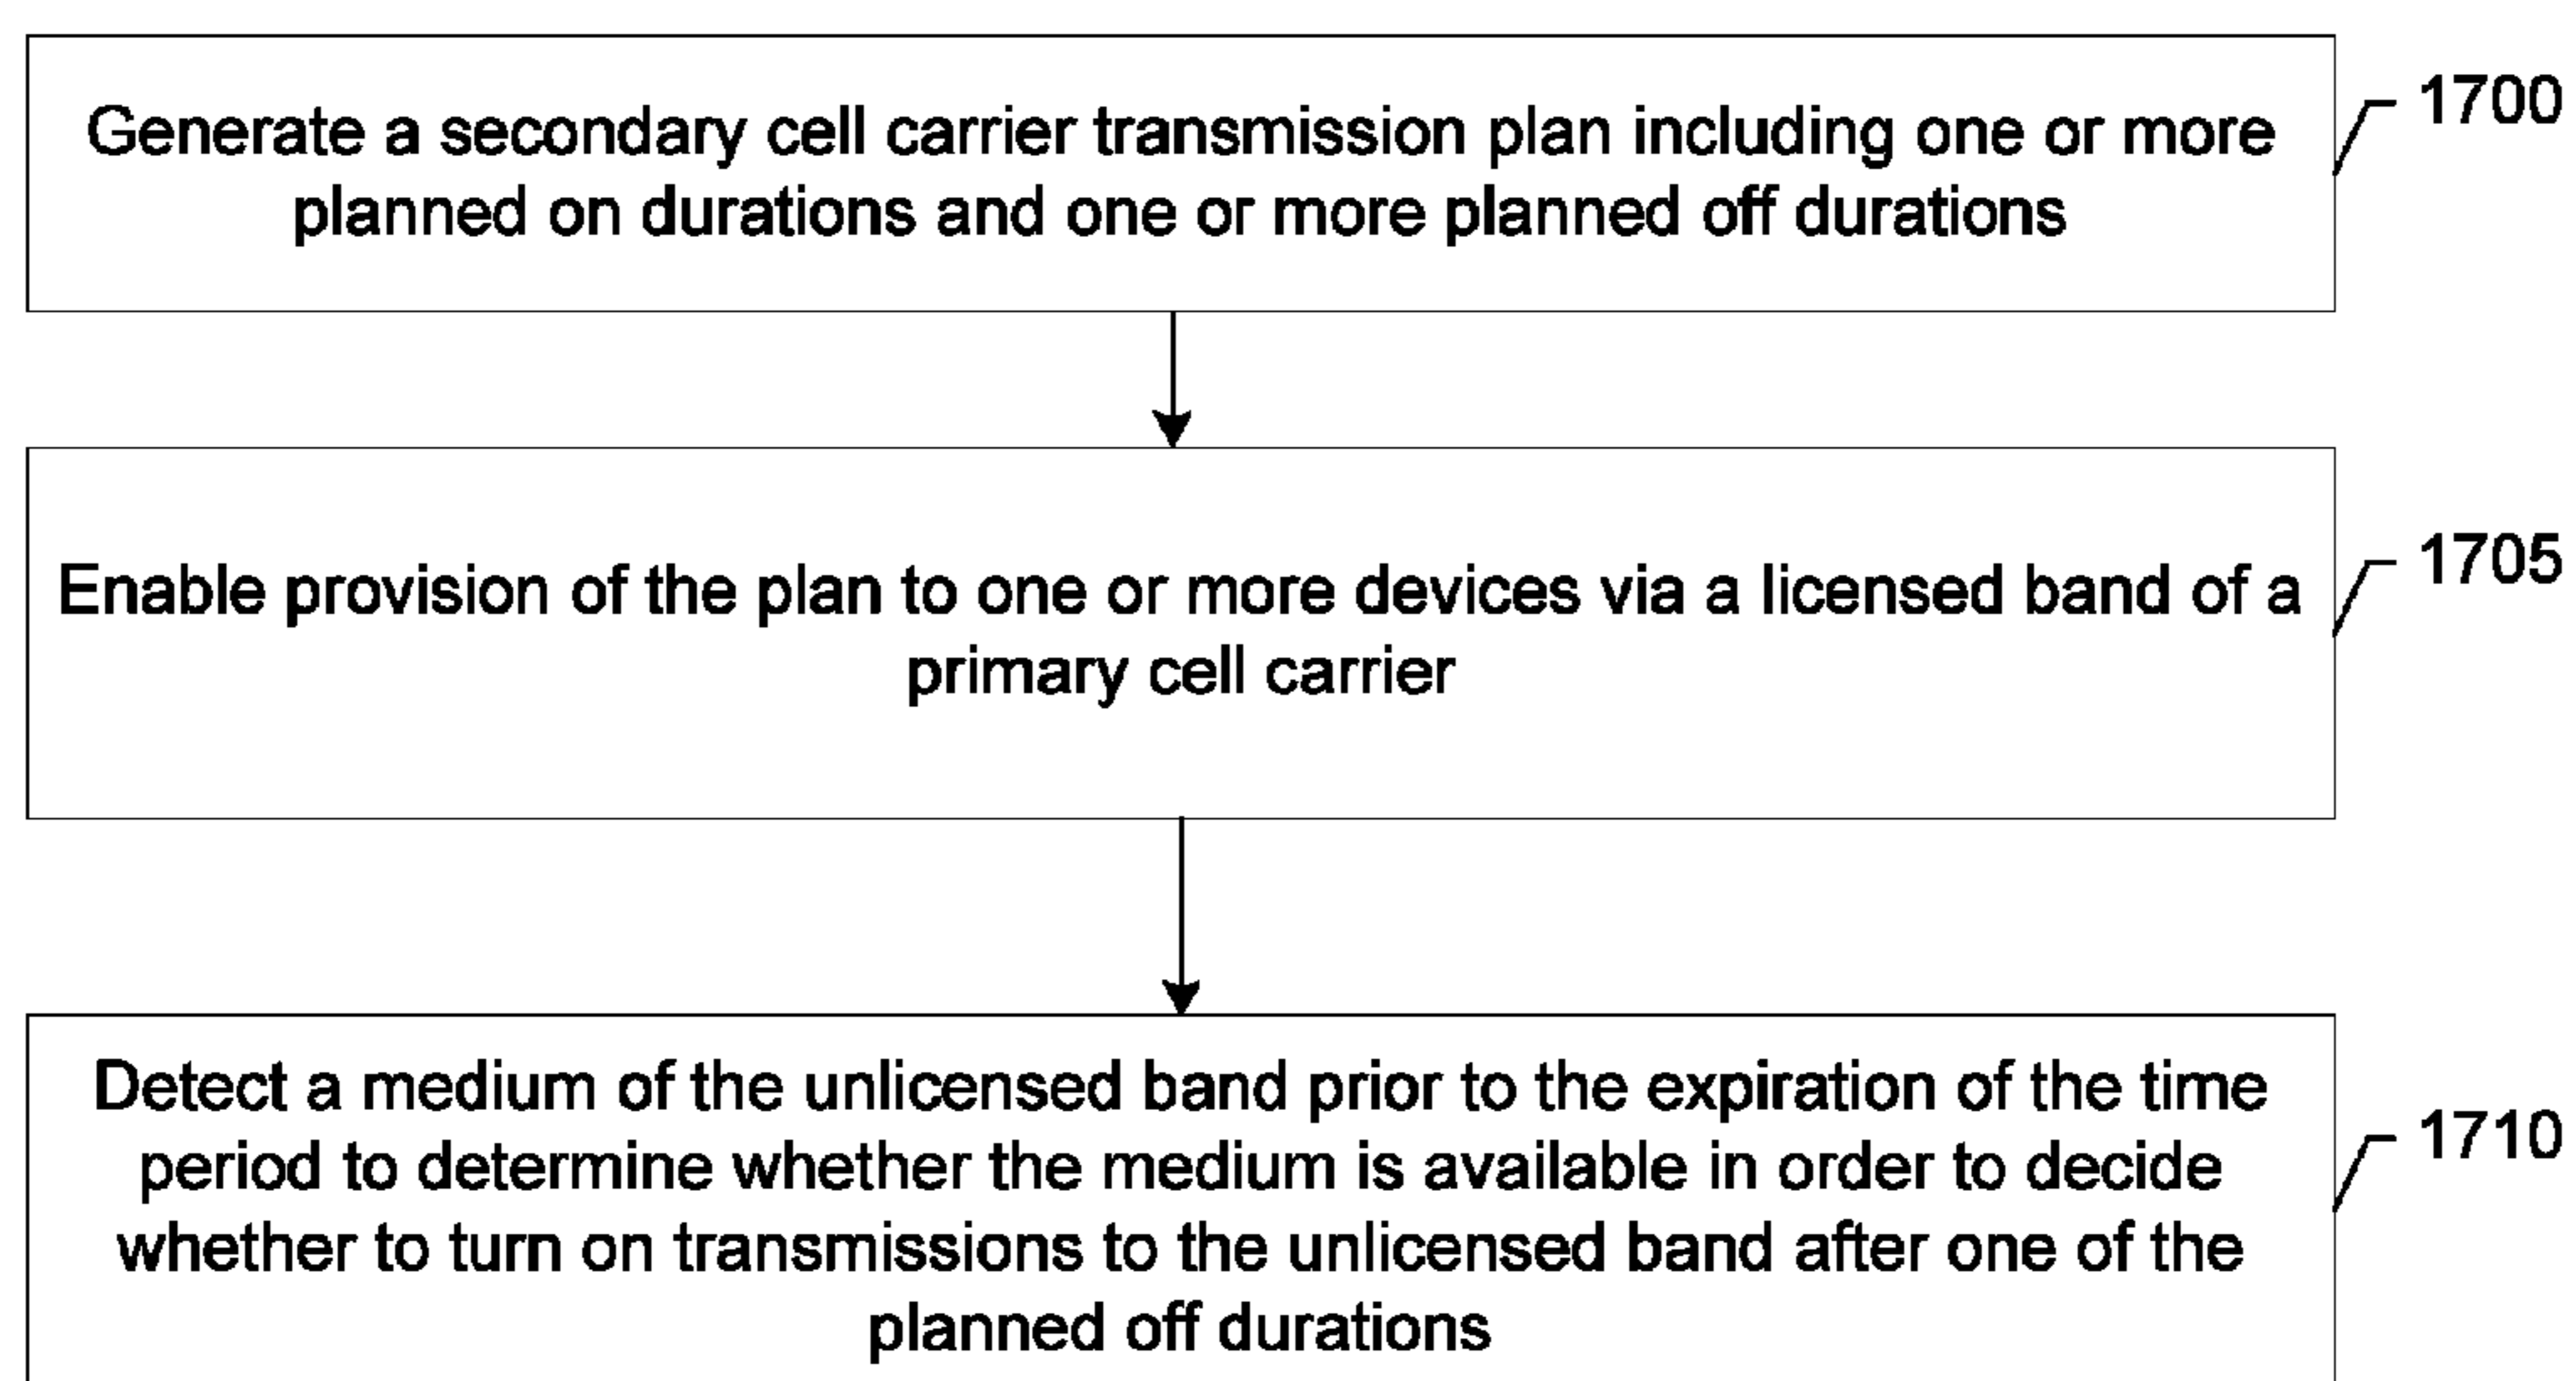 Generate a secondary cell carrier transmission plan including one or more
planned on durations and one or more planned off durations
1700
Enable provision of the plan to one or more devices via a licensed band of a
primary cell carrier
1705
Detect a medium of the unlicensed band prior to the expiration of the time
period to determine whether the medium is available in order to decide
whether to turn on transmissions to the unlicensed band after one of the
planned off durations
1710